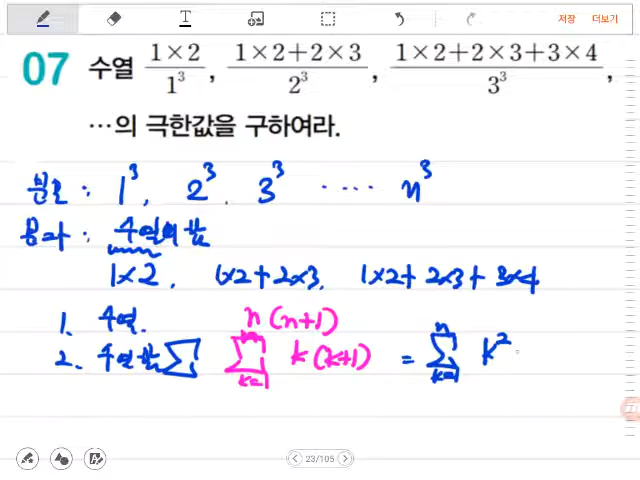 저장 더보기
07 수열 1×2/1³, 1×2+2×3/2³, 1×2+2×3+3×4/3³,
…의 극한값을 구하여라.
분모 : 1³, 2³, 3³ ···· n³
분자 : 수열의 합
1×2, 1×2+2×3, 1×2+2×3+3×4
1. 수열. n(n+1)
2. 수열 합 Σ Σ k=1 n k(k+1) = Σ k=1 n k²
23/105